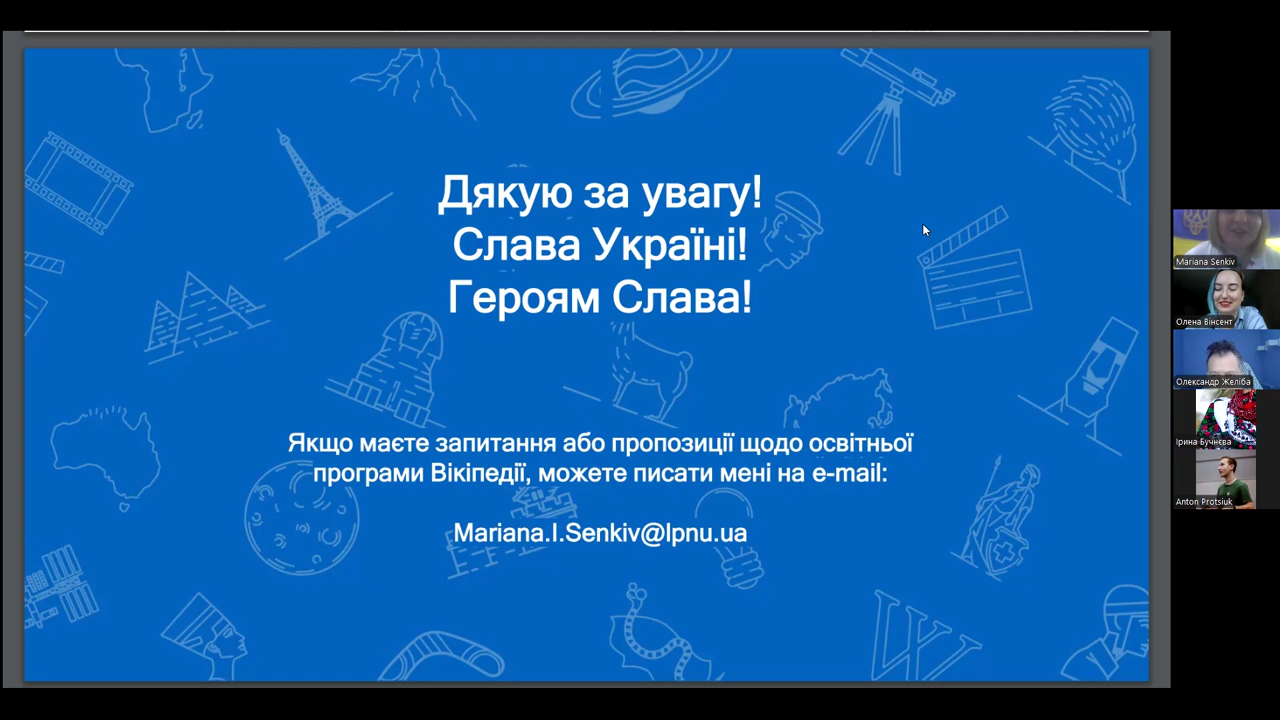 Дякую за увагу!
Слава Україні!
Героям Слава!
Якщо маєте запитання або пропозиції щодо освітньої
програми Вікіпедії, можете писати мені на e-mail:
Mariana.I.Senkiv@lpnu.ua
Mariana Senkiv
Олена Вінсент
Олександр Желіба
Ірина Бучнєва
Anton Protsiuk